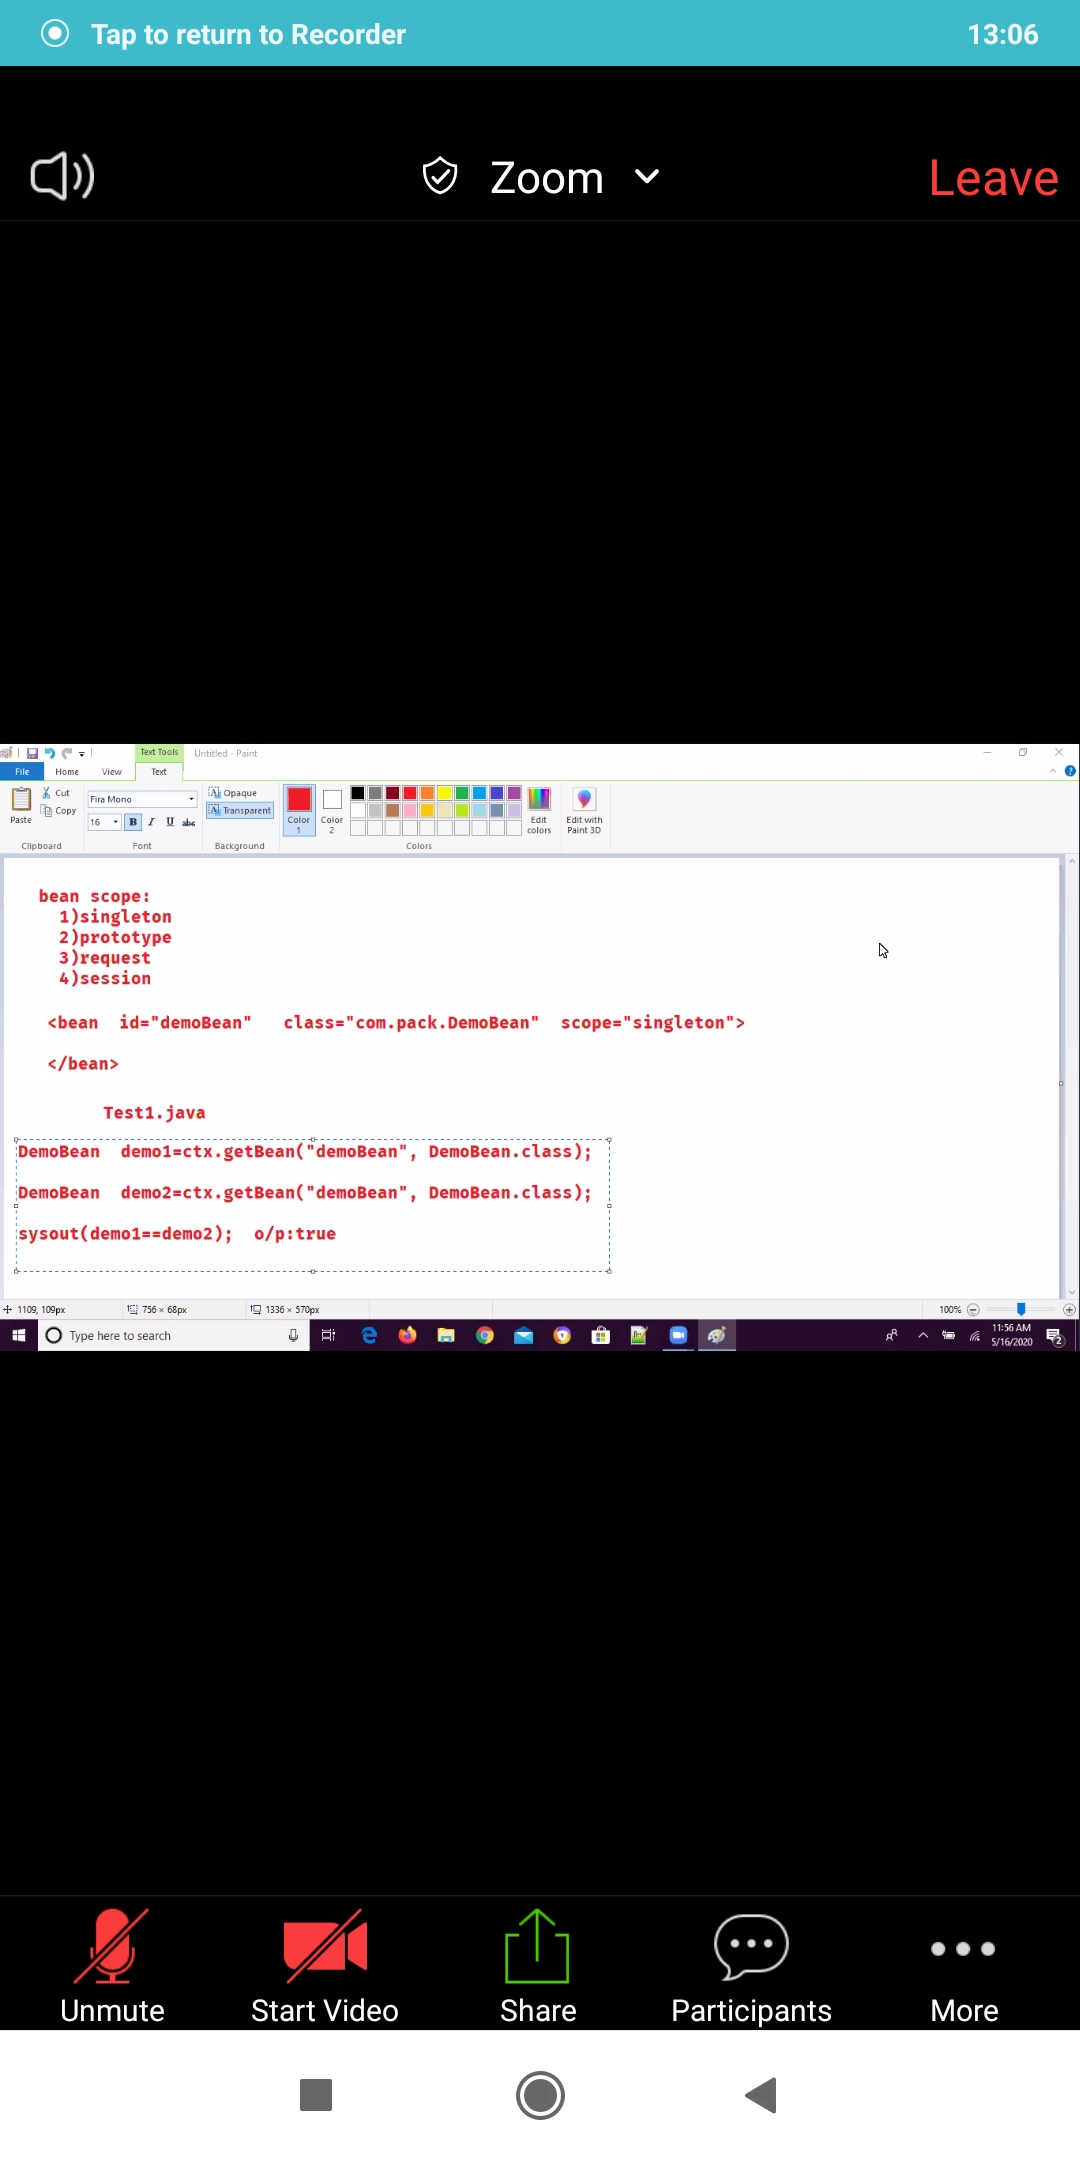 Tap to return to Recorder 13:06
Zoom Leave
Text Tools Untitled - Paint
File Home View Text
Paste Cut Copy
Clipboard
Fira Mono
16 B I U abc
Font
Opaque
Transparent
Background
Color 1 Color 2
Edit colors
Colors
Edit with Paint 3D
bean scope:
1)singleton
2)prototype
3)request
4)session
<bean id="demoBean" class="com.pack.DemoBean" scope="singleton">
</bean>
Test1.java
DemoBean demo1=ctx.getBean("demoBean", DemoBean.class);
DemoBean demo2=ctx.getBean("demoBean", DemoBean.class);
sysout(demo1==demo2); o/p:true
1109, 109px 756 × 68px 1336 × 570px 100%
Type here to search 11:56 AM
5/16/2020 2
Unmute Start Video Share Participants More